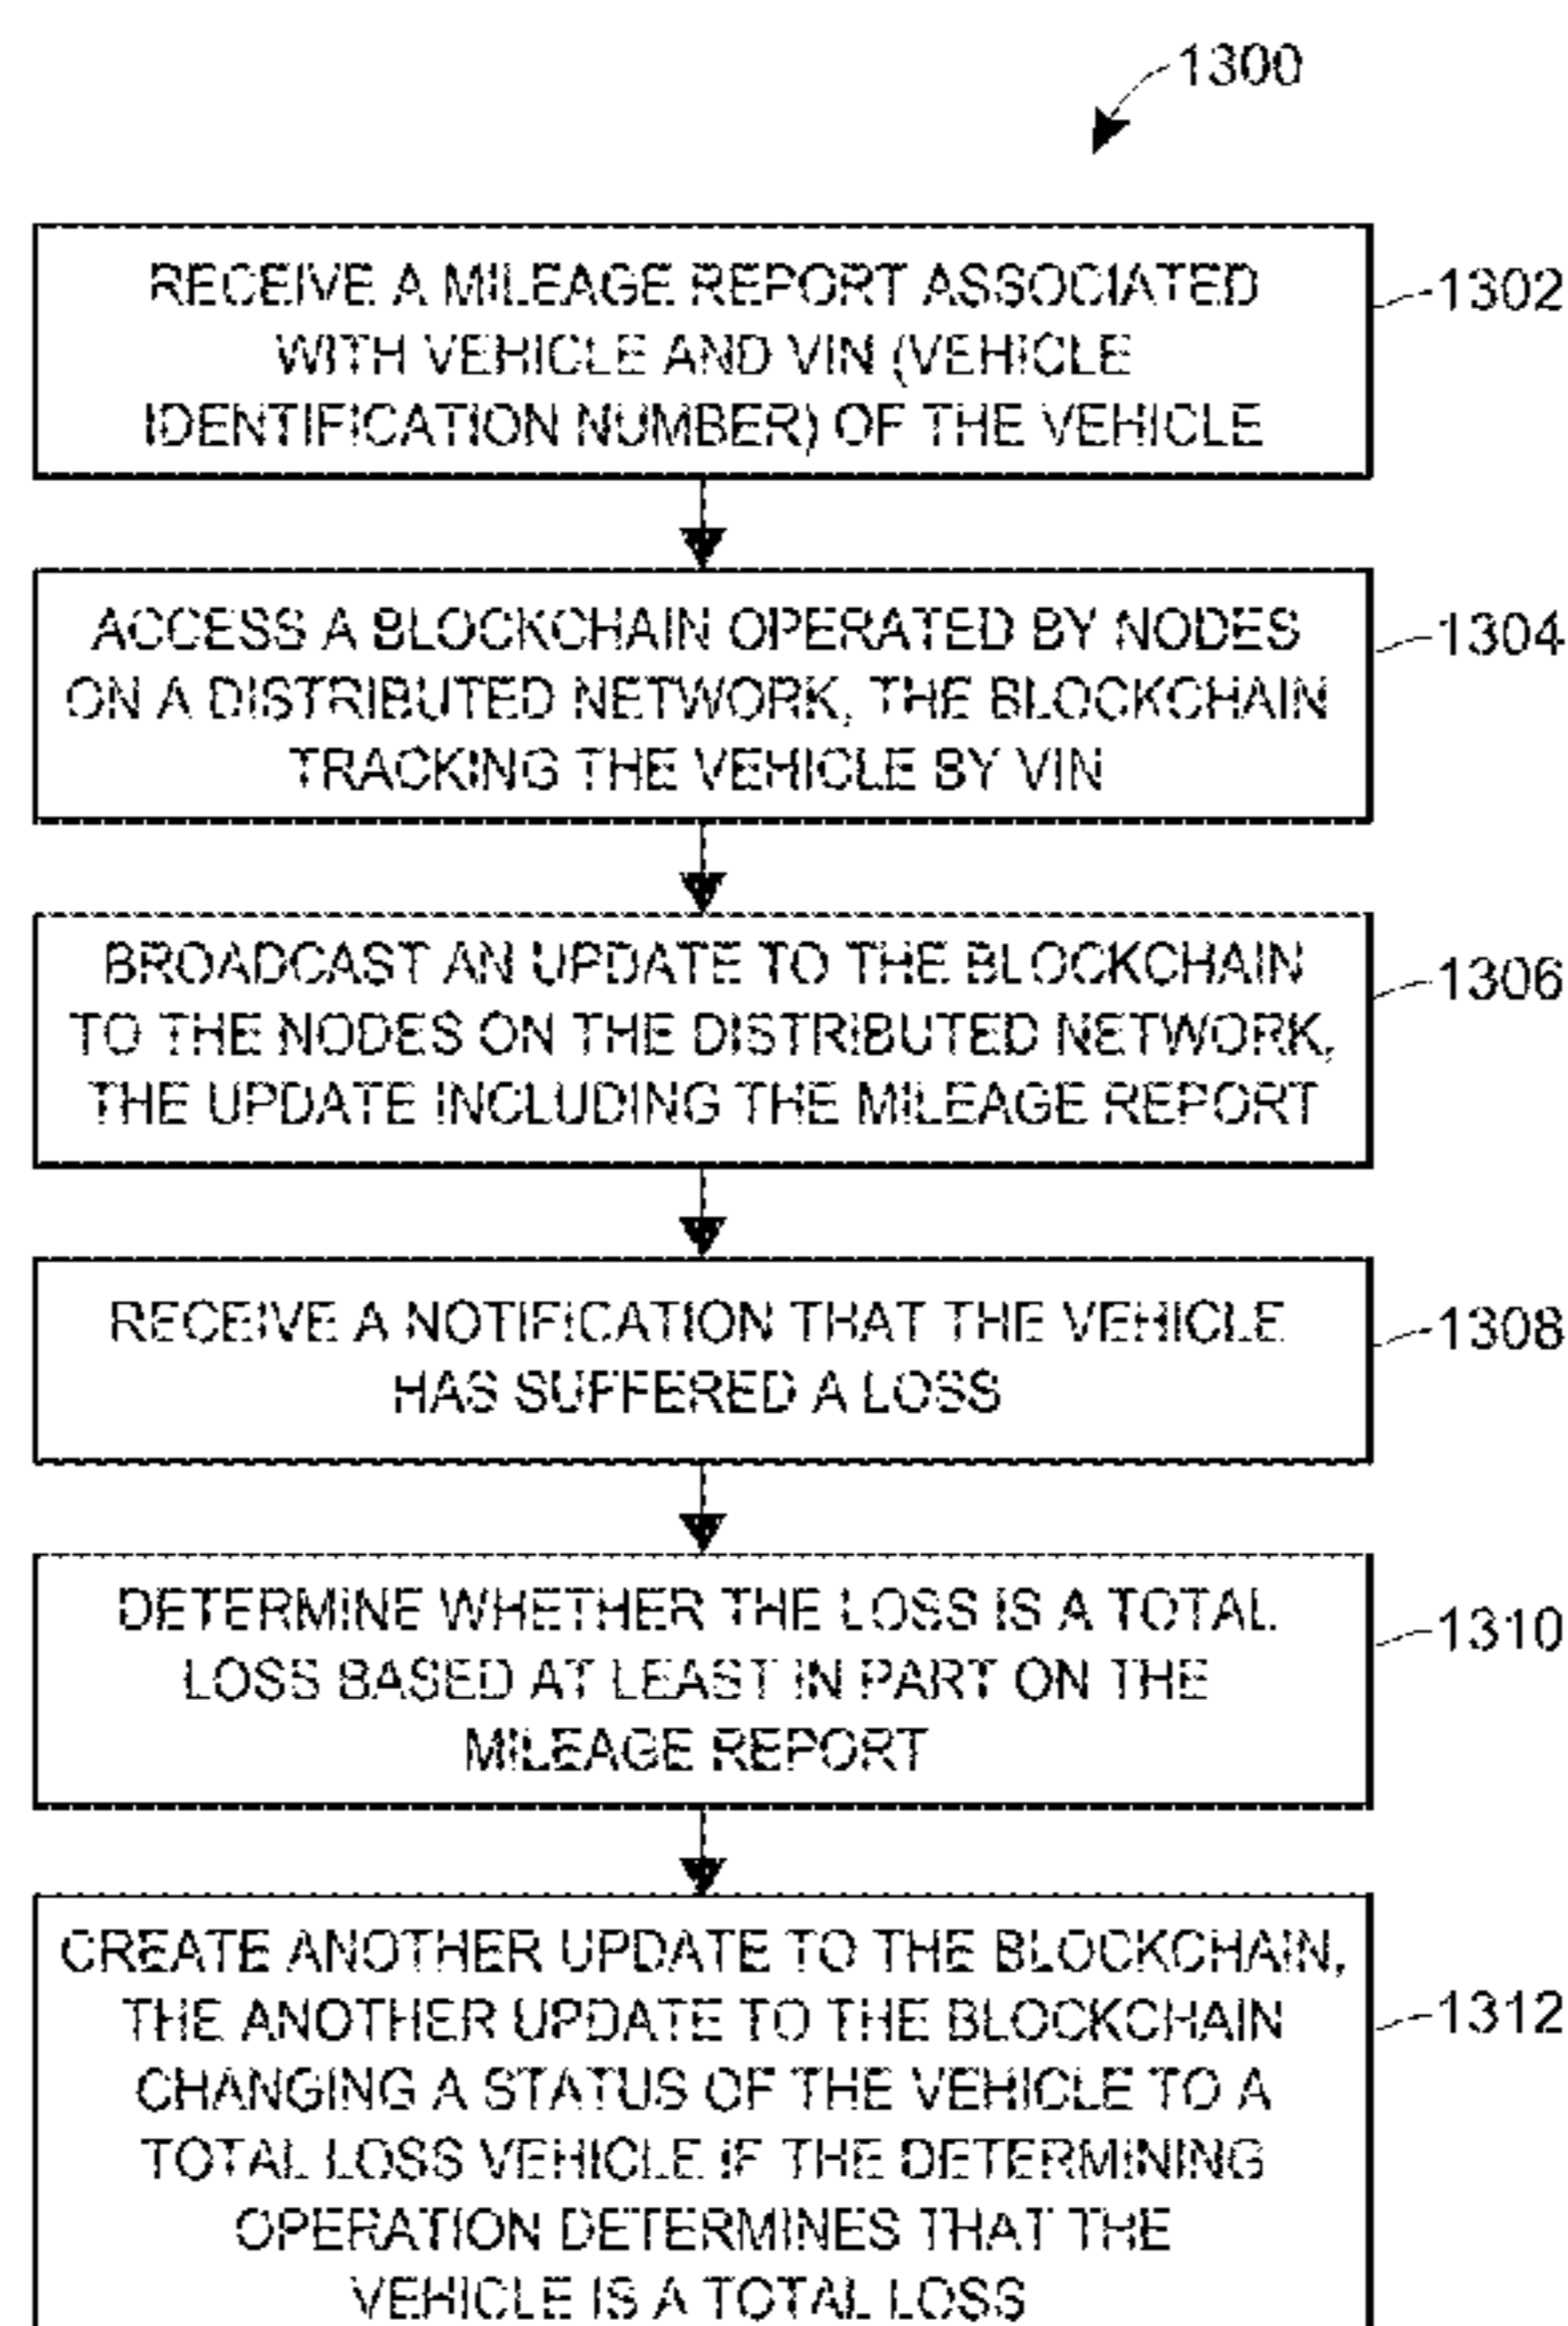 1300
RECEIVE A MILEAGE REPORT ASSOCIATED
WITH VEHICLE AND VIN (VEHICLE
IDENTIFICATION NUMBER) OF THE VEHICLE
1302
ACCESS A BLOCKCHAIN OPERATED BY NODES
ON A DISTRIBUTED NETWORK, THE BLOCKCHAIN
TRACKING THE VEHICLE BY VIN
1304
BROADCAST AN UPDATE TO THE BLOCKCHAIN
TO THE NODES ON THE DISTRIBUTED NETWORK,
THE UPDATE INCLUDING THE MILEAGE REPORT
1306
RECEIVE A NOTIFICATION THAT THE VEHICLE
HAS SUFFERED A LOSS
1308
DETERMINE WHETHER THE LOSS IS A TOTAL
LOSS BASED AT LEAST IN PART ON THE
MILEAGE REPORT
1310
CREATE ANOTHER UPDATE TO THE BLOCKCHAIN,
THE ANOTHER UPDATE TO THE BLOCKCHAIN
CHANGING A STATUS OF THE VEHICLE TO A
TOTAL LOSS VEHICLE IF THE DETERMINING
OPERATION DETERMINES THAT THE
VEHICLE IS A TOTAL LOSS
1312